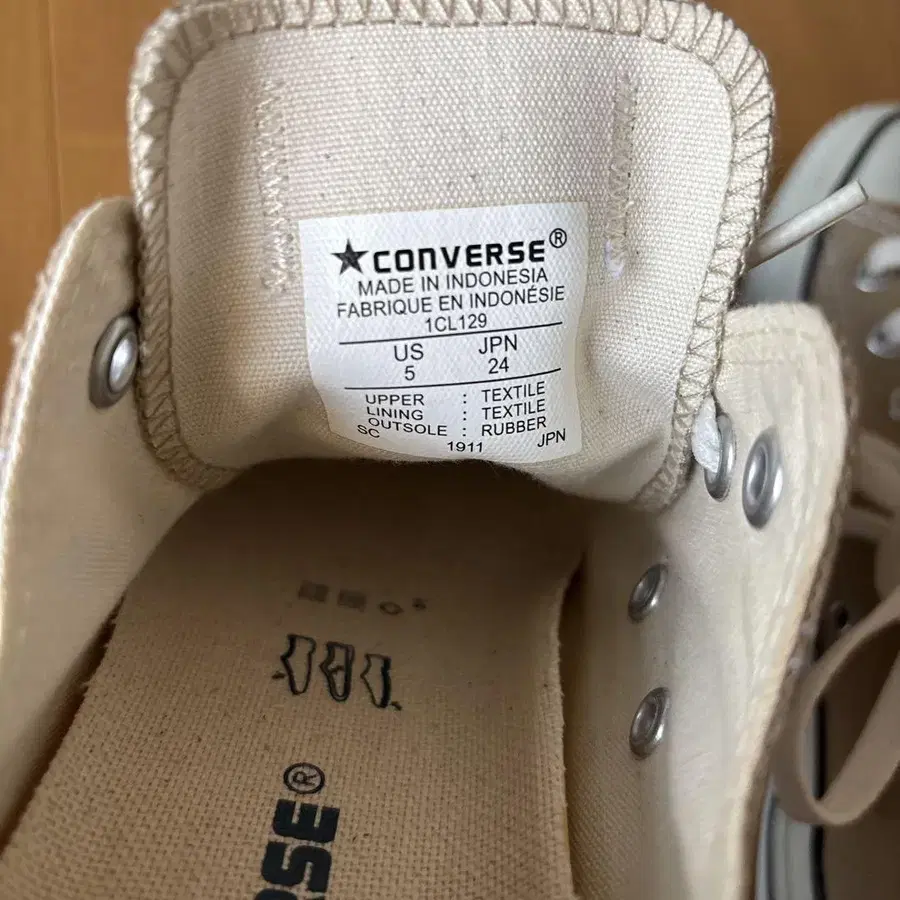 ★CONVERSE®
MADE IN INDONESIA
FABRIQUE EN INDONÉSIE
1CL129
US JPN
5 24
UPPER : TEXTILE
LINING : TEXTILE
OUTSOLE : RUBBER
SC 1911 JPN
RSE®